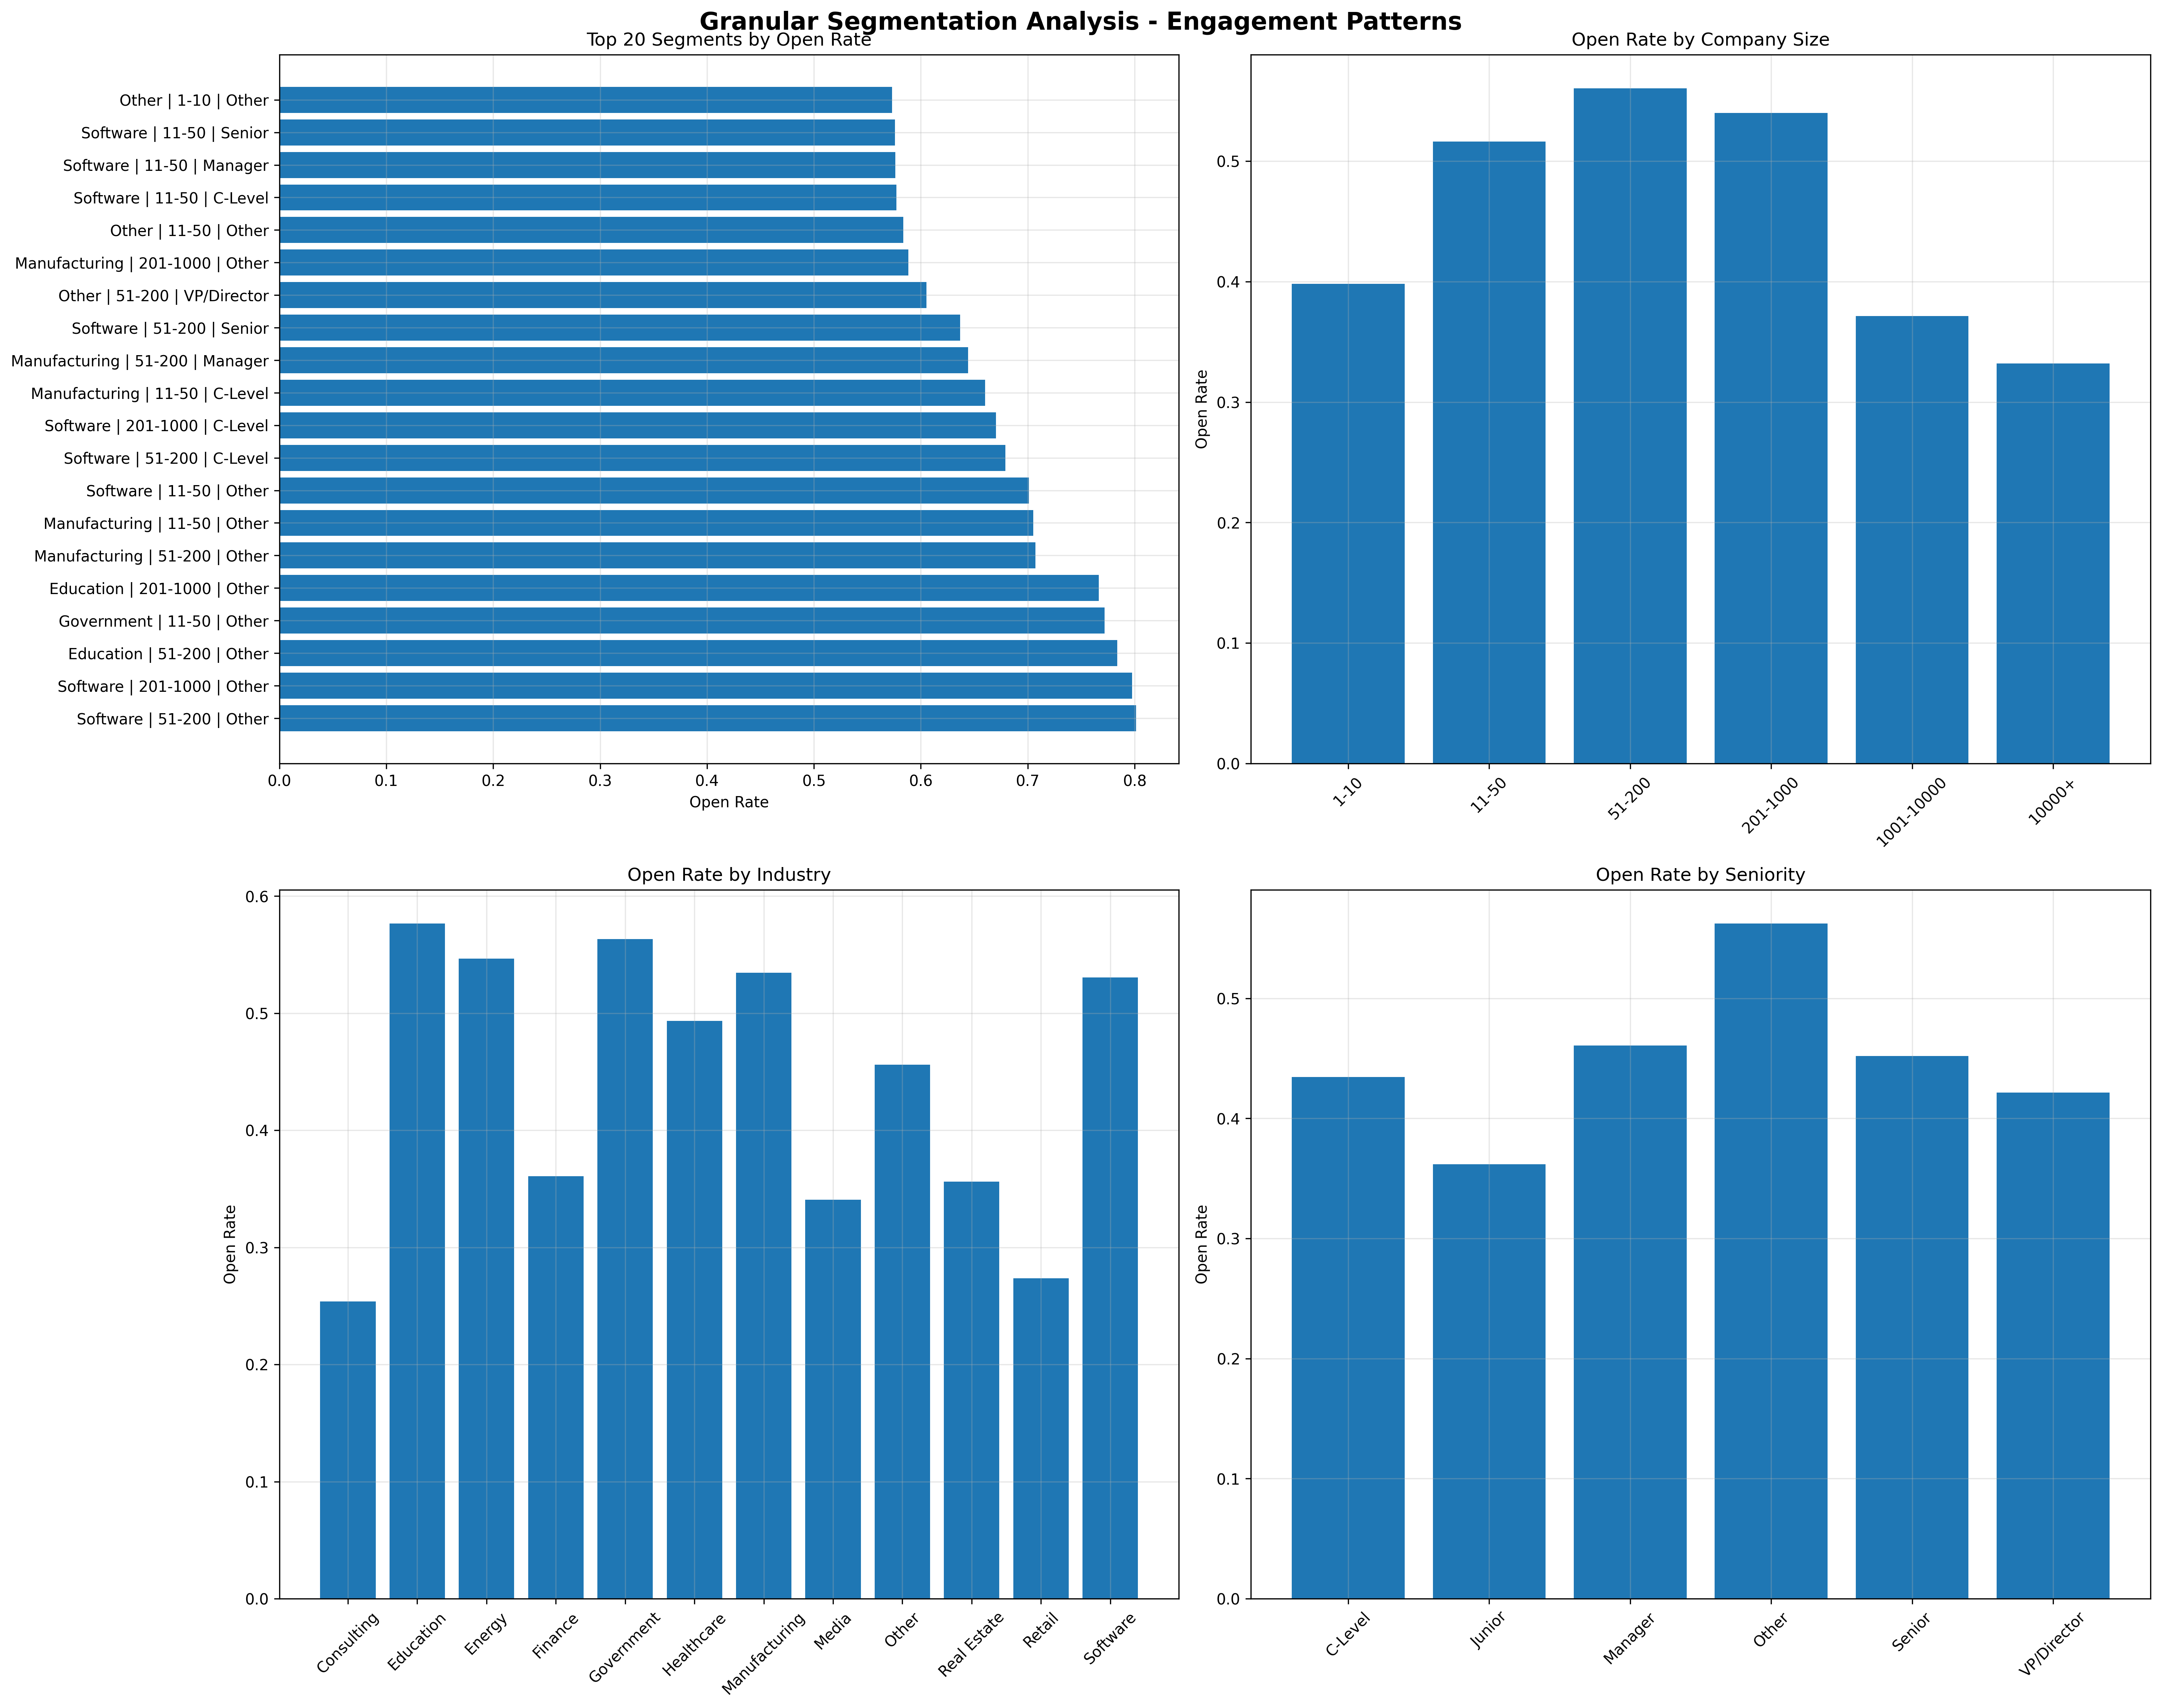 Granular Segmentation Analysis - Engagement Patterns
Top 20 Segments by Open Rate
Other | 1-10 | Other
Software | 11-50 | Senior
Software | 11-50 | Manager
Software | 11-50 | C-Level
Other | 11-50 | Other
Manufacturing | 201-1000 | Other
Other | 51-200 | VP/Director
Software | 51-200 | Senior
Manufacturing | 51-200 | Manager
Manufacturing | 11-50 | C-Level
Software | 201-1000 | C-Level
Software | 51-200 | C-Level
Software | 11-50 | Other
Manufacturing | 11-50 | Other
Manufacturing | 51-200 | Other
Education | 201-1000 | Other
Government | 11-50 | Other
Education | 51-200 | Other
Software | 201-1000 | Other
Software | 51-200 | Other
0.0 0.1 0.2 0.3 0.4 0.5 0.6 0.7 0.8
Open Rate
Open Rate by Company Size
Open Rate
0.5
0.4
0.3
0.2
0.1
0.0
1-10 11-50 51-200 201-1000 1001-10000 10000+
Open Rate by Industry
Open Rate
0.6
0.5
0.4
0.3
0.2
0.1
0.0
Consulting Education Energy Finance Government Healthcare Manufacturing Media Other Real Estate Retail Software
Open Rate by Seniority
Open Rate
0.5
0.4
0.3
0.2
0.1
0.0
C-Level Junior Manager Other Senior VP/Director